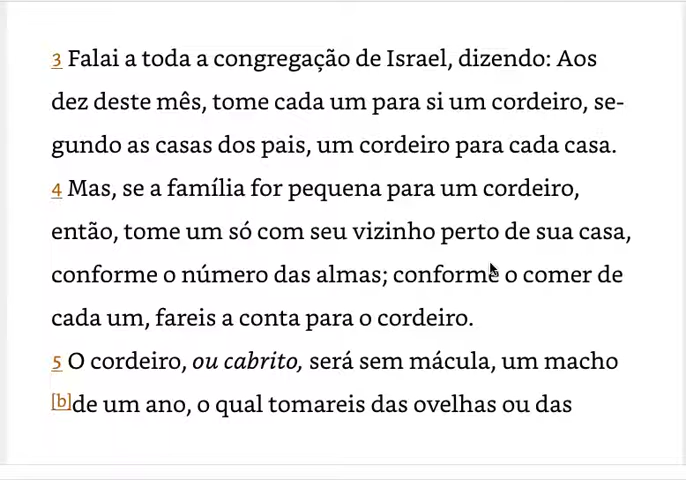 3 Falai a toda a congregação de Israel, dizendo: Aos
dez deste mês, tome cada um para si um cordeiro, se-
gundo as casas dos pais, um cordeiro para cada casa.
4 Mas, se a família for pequena para um cordeiro,
então, tome um só com seu vizinho perto de sua casa,
conforme o número das almas; conforme o comer de
cada um, fareis a conta para o cordeiro.
5 O cordeiro, ou cabrito, será sem mácula, um macho
[b]de um ano, o qual tomareis das ovelhas ou das